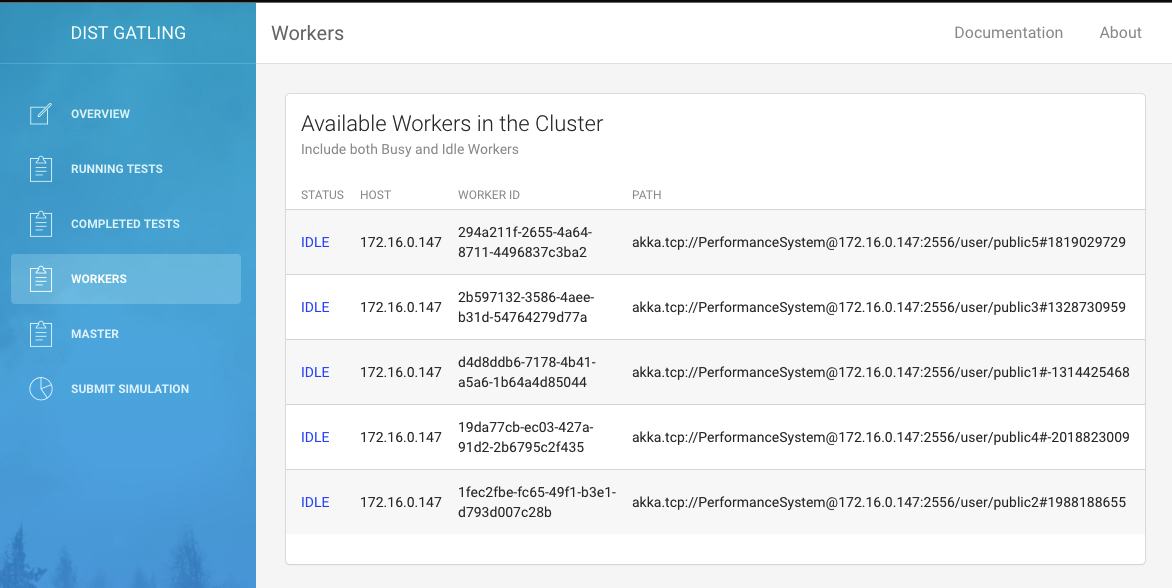 DIST GATLING
Workers
Documentation
About
OVERVIEW
RUNNING TESTS
COMPLETED TESTS
WORKERS
MASTER
SUBMIT SIMULATION
Available Workers in the Cluster
Include both Busy and Idle Workers
STATUS HOST WORKER ID PATH
IDLE 172.16.0.147 294a211f-2655-4a64- akka.tcp://PerformanceSystem@172.16.0.147:2556/user/public5#1819029729
8711-4496837c3ba2
IDLE 172.16.0.147 2b597132-3586-4aee- akka.tcp://PerformanceSystem@172.16.0.147:2556/user/public3#1328730959
b31d-54764279d77a
IDLE 172.16.0.147 d4d8ddb6-7178-4b41- akka.tcp://PerformanceSystem@172.16.0.147:2556/user/public1#-1314425468
a5a6-1b64a4d85044
IDLE 172.16.0.147 19da77cb-ec03-427a- akka.tcp://PerformanceSystem@172.16.0.147:2556/user/public4#-2018823009
91d2-2b6795c2f435
IDLE 172.16.0.147 1fec2fbe-fc65-49f1-b3e1- akka.tcp://PerformanceSystem@172.16.0.147:2556/user/public2#1988188655
d793d007c28b